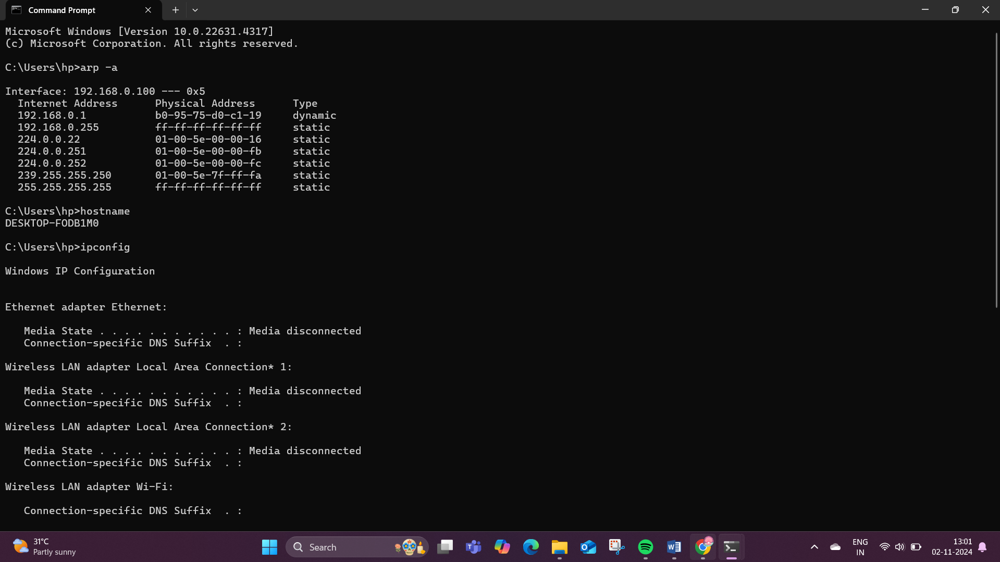 Command Prompt
Microsoft Windows [Version 10.0.22631.4317]
(c) Microsoft Corporation. All rights reserved.
C:\Users\hp>arp -a
Interface: 192.168.0.100 --- 0x5
  Internet Address      Physical Address      Type
  192.168.0.1           b0-95-75-d0-c1-19     dynamic
  192.168.0.255         ff-ff-ff-ff-ff-ff     static
  224.0.0.22            01-00-5e-00-00-16     static
  224.0.0.251           01-00-5e-00-00-fb     static
  224.0.0.252           01-00-5e-00-00-fc     static
  239.255.255.250       01-00-5e-7f-ff-fa     static
  255.255.255.255       ff-ff-ff-ff-ff-ff     static
C:\Users\hp>hostname
DESKTOP-FODB1M0
C:\Users\hp>ipconfig
Windows IP Configuration
Ethernet adapter Ethernet:
   Media State . . . . . . . . . . . : Media disconnected
   Connection-specific DNS Suffix  . :
Wireless LAN adapter Local Area Connection* 1:
   Media State . . . . . . . . . . . : Media disconnected
   Connection-specific DNS Suffix  . :
Wireless LAN adapter Local Area Connection* 2:
   Media State . . . . . . . . . . . : Media disconnected
   Connection-specific DNS Suffix  . :
Wireless LAN adapter Wi-Fi:
   Connection-specific DNS Suffix  . :
31°C
Partly sunny
Search
ENG
IN
13:01
02-11-2024